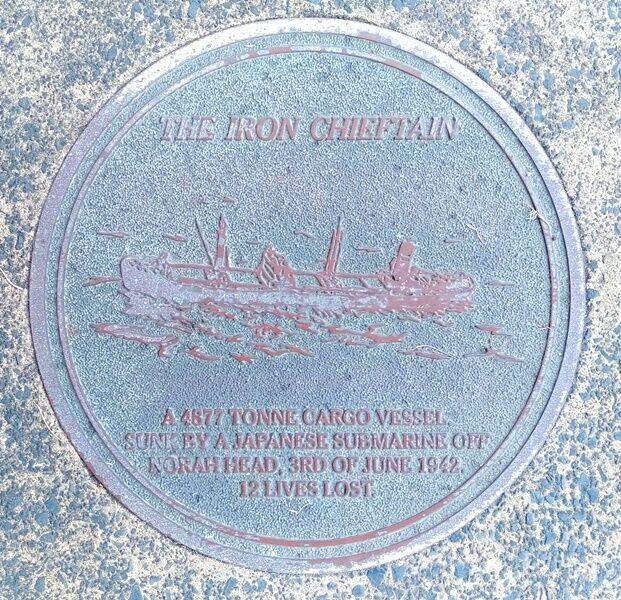 THE IRON CHIEFTAIN
A 4877 TONNE CARGO VESSEL
SUNK BY A JAPANESE SUBMARINE OFF
NORAH HEAD, 3RD OF JUNE 1942.
12 LIVES LOST.